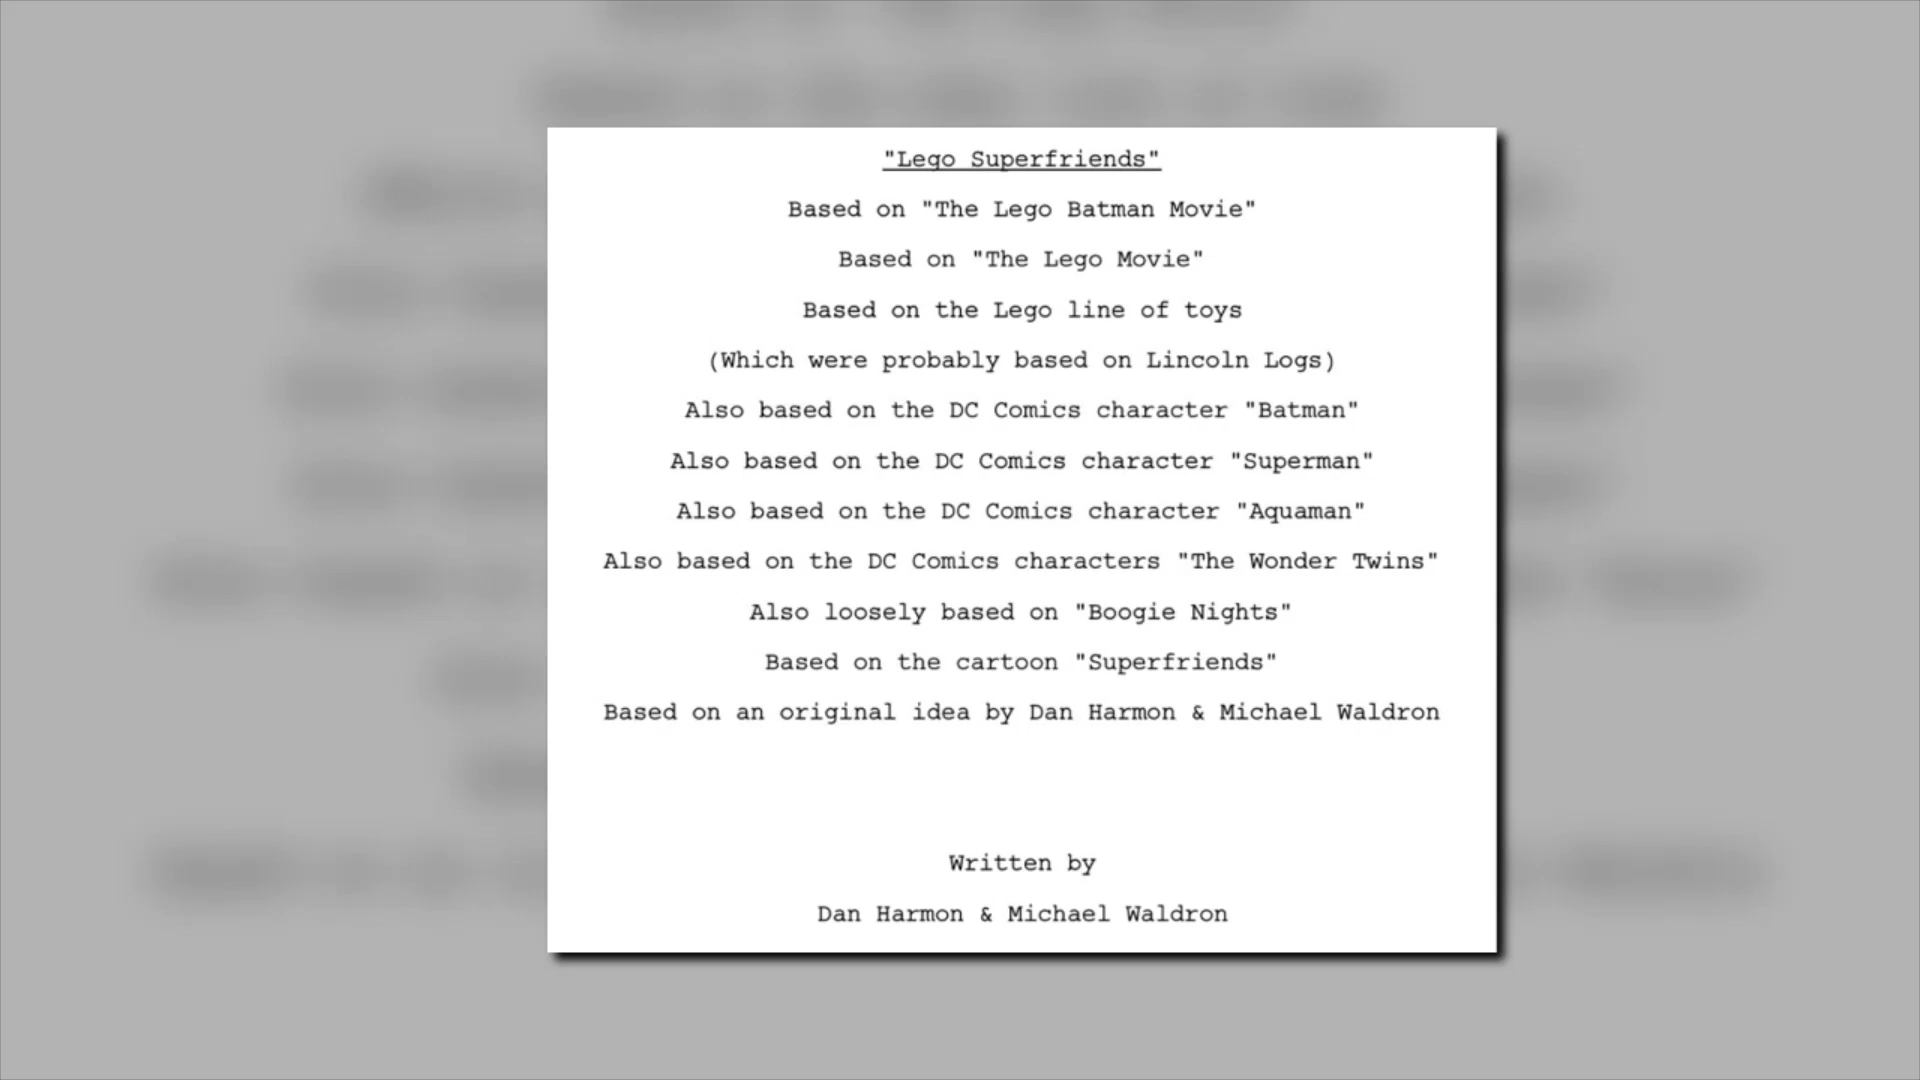 "Lego Superfriends"
Based on "The Lego Batman Movie"
Based on "The Lego Movie"
Based on the Lego line of toys
(Which were probably based on Lincoln Logs)
Also based on the DC Comics character "Batman"
Also based on the DC Comics character "Superman"
Also based on the DC Comics character "Aquaman"
Also based on the DC Comics characters "The Wonder Twins"
Also loosely based on "Boogie Nights"
Based on the cartoon "Superfriends"
Based on an original idea by Dan Harmon & Michael Waldron
Written by
Dan Harmon & Michael Waldron